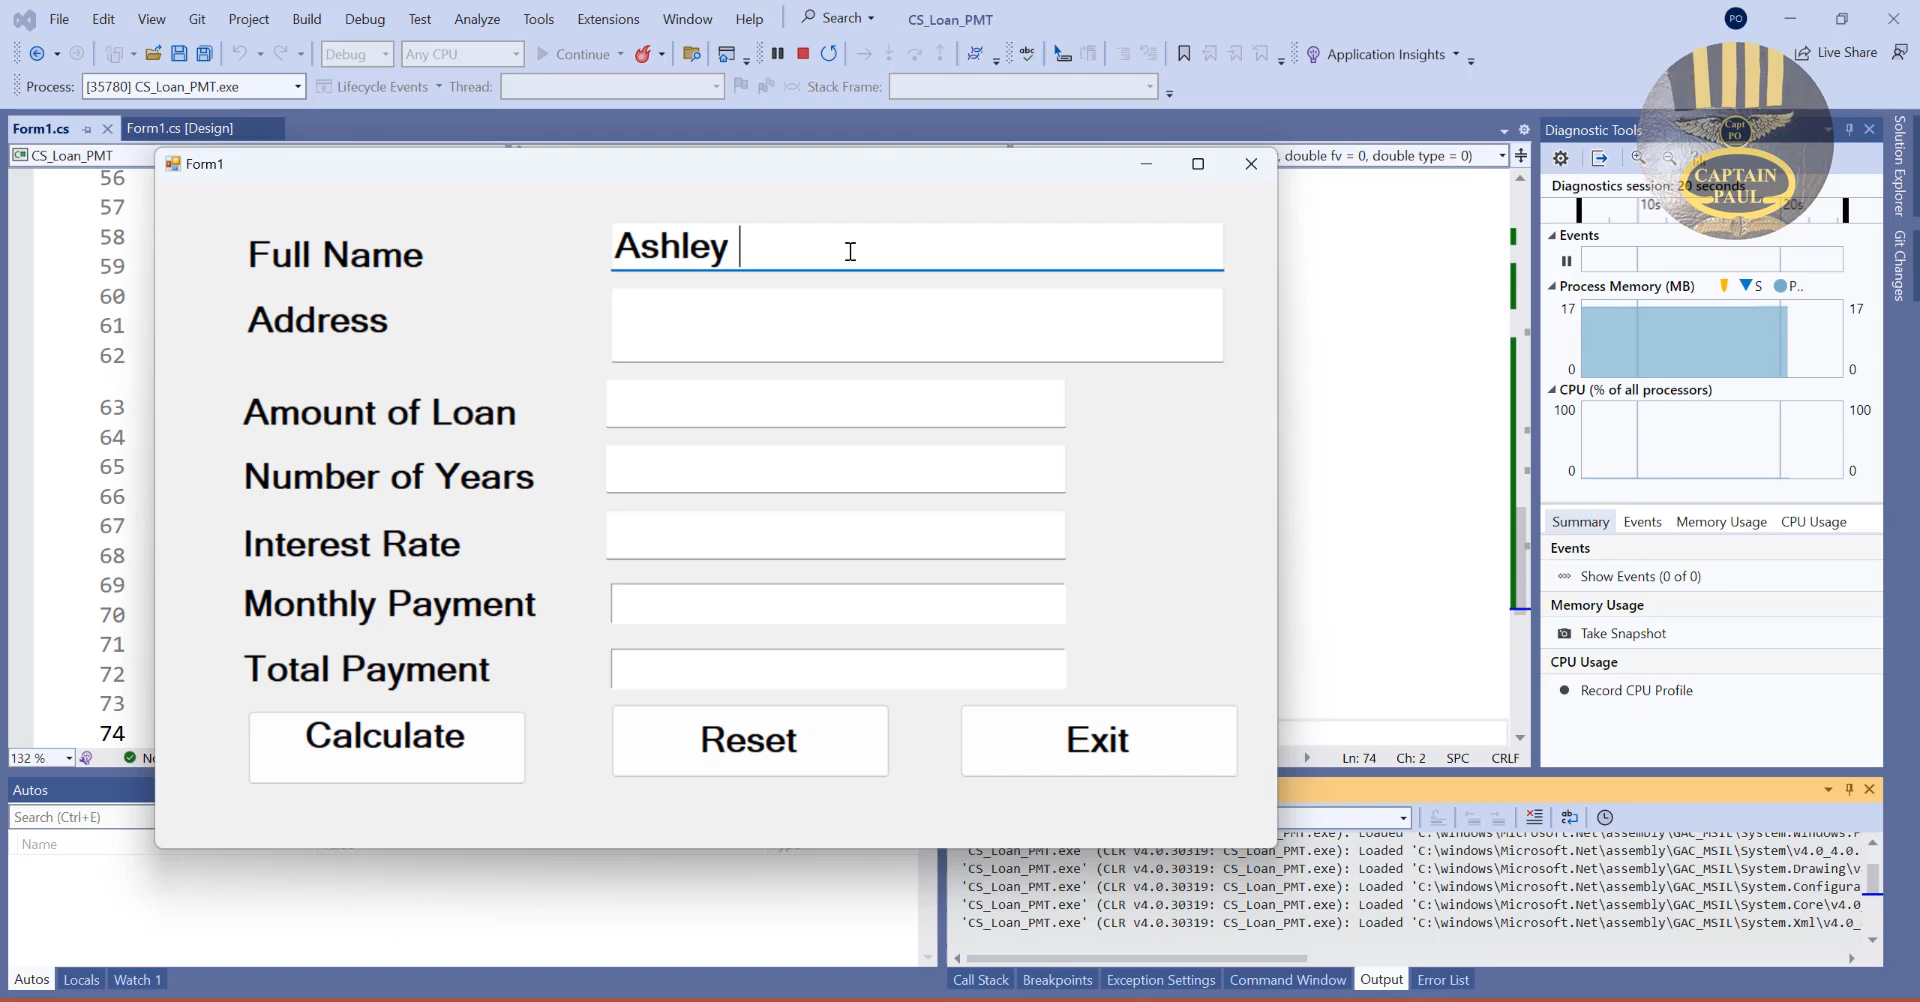 File Edit View Git Project Build Debug Test Analyze Tools Extensions Window Help Search CS_Loan_PMT PO
Debug Any CPU Continue Application Insights Live Share
Process: [35780] CS_Loan_PMT.exe Lifecycle Events Thread: Stack Frame:
Form1.cs Form1.cs [Design]
CS_Loan_PMT , double fv = 0, double type = 0)
56
57
58
59
60
61
62
63
64
65
66
67
68
69
70
71
72
73
74
132 %
Ln: 74 Ch: 2 SPC CRLF
Form1
Full Name Ashley
Address
Amount of Loan
Number of Years
Interest Rate
Monthly Payment
Total Payment
Calculate Reset Exit
Capt
PO
CAPTAIN
PAUL
Diagnostic Tools
Diagnostics session: 20 seconds
10s 20s
Events
Process Memory (MB) S P..
17 17
0 0
CPU (% of all processors)
100 100
0 0
Summary Events Memory Usage CPU Usage
Events
Show Events (0 of 0)
Memory Usage
Take Snapshot
CPU Usage
Record CPU Profile
Solution Explorer
Git Changes
Autos
Search (Ctrl+E)
Name
'CS_Loan_PMT.exe' (CLR v4.0.30319: CS_Loan_PMT.exe): Loaded 'C:\windows\Microsoft.Net\assembly\GAC_MSIL\System\v4.0_4.0.
'CS_Loan_PMT.exe' (CLR v4.0.30319: CS_Loan_PMT.exe): Loaded 'C:\windows\Microsoft.Net\assembly\GAC_MSIL\System.Drawing\v
'CS_Loan_PMT.exe' (CLR v4.0.30319: CS_Loan_PMT.exe): Loaded 'C:\windows\Microsoft.Net\assembly\GAC_MSIL\System.Configura
'CS_Loan_PMT.exe' (CLR v4.0.30319: CS_Loan_PMT.exe): Loaded 'C:\windows\Microsoft.Net\assembly\GAC_MSIL\System.Core\v4.0_
'CS_Loan_PMT.exe' (CLR v4.0.30319: CS_Loan_PMT.exe): Loaded 'C:\windows\Microsoft.Net\assembly\GAC_MSIL\System.Xml\v4.0_
Autos Locals Watch 1
Call Stack Breakpoints Exception Settings Command Window Output Error List